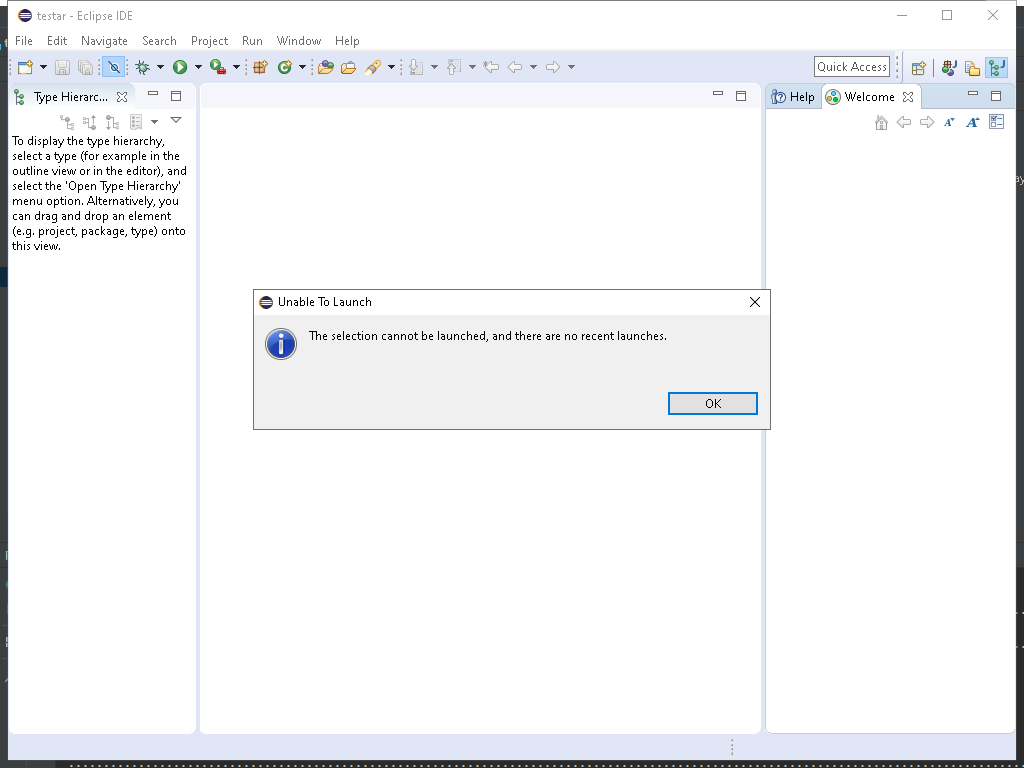 testar - Eclipse IDE
File Edit Navigate Search Project Run Window Help
Quick Access
Type Hierarc...
Help
Welcome
To display the type hierarchy,
select a type (for example in the
outline view or in the editor), and
select the 'Open Type Hierarchy'
menu option. Alternatively, you
can drag and drop an element
(e.g. project, package, type) onto
this view.
Unable To Launch
The selection cannot be launched, and there are no recent launches.
OK